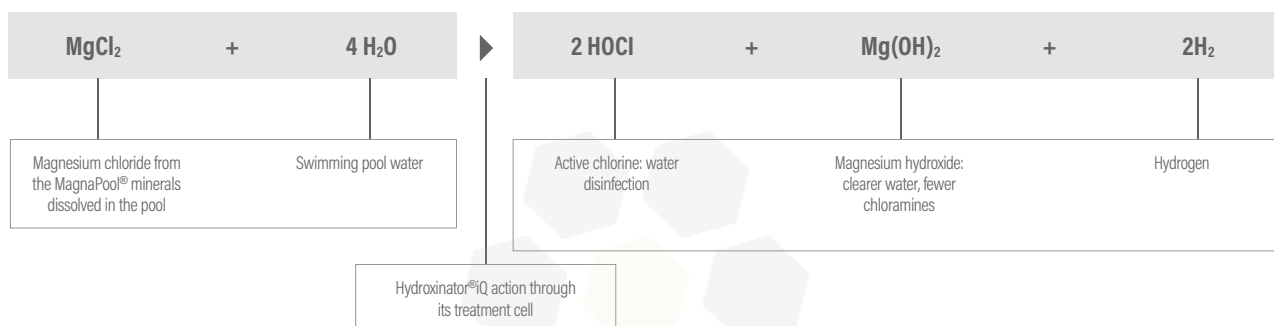 MgCl₂ + 4 H₂O ▶ 2 HOCl + Mg(OH)₂ + 2H₂
Magnesium chloride from
the MagnaPool® minerals
dissolved in the pool
Swimming pool water
Active chlorine: water
disinfection
Magnesium hydroxide:
clearer water, fewer
chloramines
Hydrogen
Hydroxinator®iQ action through
its treatment cell